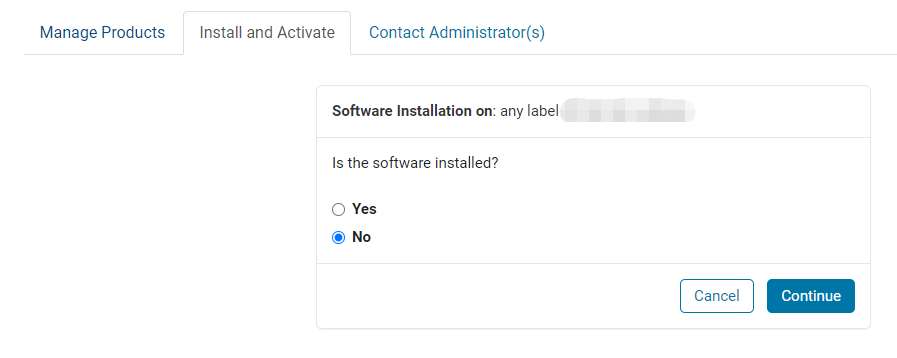 Manage Products
Install and Activate
Contact Administrator(s)
Software Installation on: any label
Is the software installed?
Yes
No
Cancel
Continue